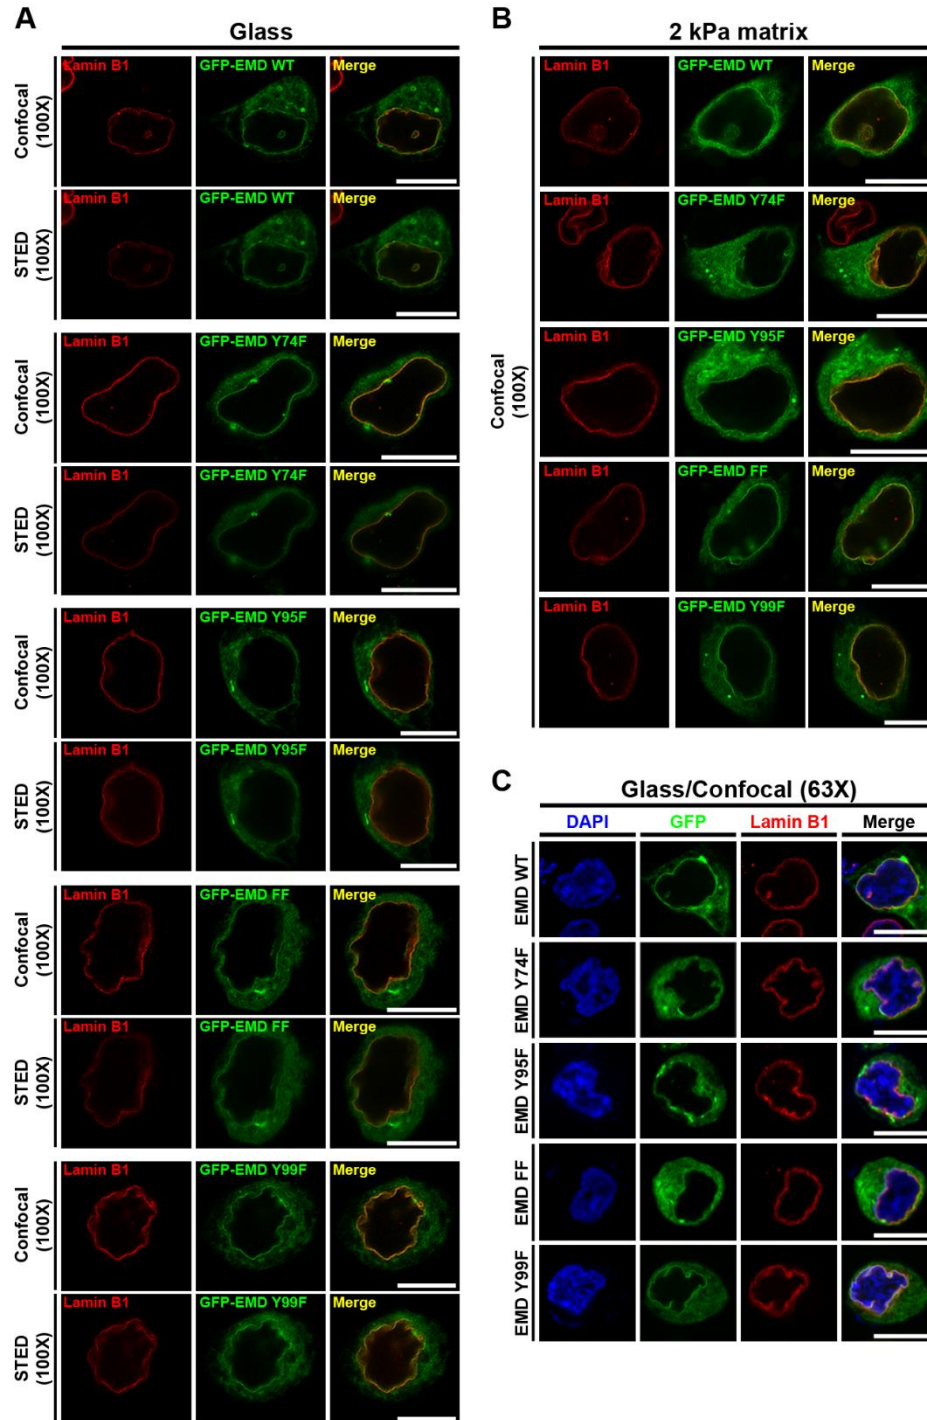 A
Glass
Confocal
(100X)
Lamin B1
GFP-EMD WT
Merge
STED
(100X)
Lamin B1
GFP-EMD WT
Merge
Confocal
(100X)
Lamin B1
GFP-EMD Y74F
Merge
STED
(100X)
Lamin B1
GFP-EMD Y74F
Merge
Confocal
(100X)
Lamin B1
GFP-EMD Y95F
Merge
STED
(100X)
Lamin B1
GFP-EMD Y95F
Merge
Confocal
(100X)
Lamin B1
GFP-EMD FF
Merge
STED
(100X)
Lamin B1
GFP-EMD FF
Merge
Confocal
(100X)
Lamin B1
GFP-EMD Y99F
Merge
STED
(100X)
Lamin B1
GFP-EMD Y99F
Merge
B
2 kPa matrix
Confocal
(100X)
Lamin B1
GFP-EMD WT
Merge
Lamin B1
GFP-EMD Y74F
Merge
Lamin B1
GFP-EMD Y95F
Merge
Lamin B1
GFP-EMD FF
Merge
Lamin B1
GFP-EMD Y99F
Merge
C
Glass/Confocal (63X)
DAPI
GFP
Lamin B1
Merge
EMD WT
EMD Y74F
EMD Y95F
EMD FF
EMD Y99F